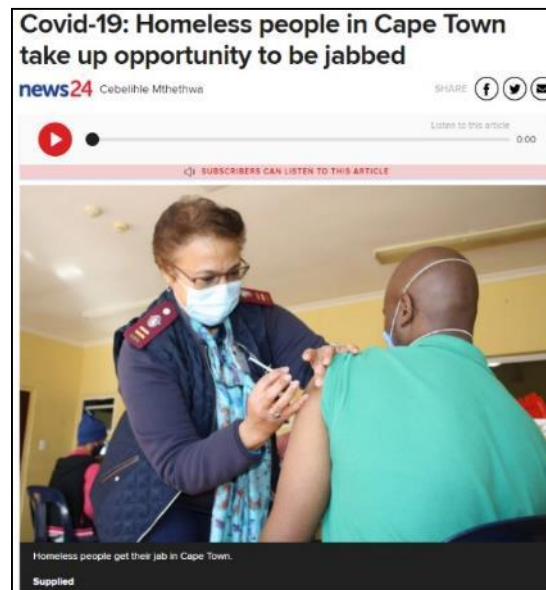 Covid-19: Homeless people in Cape Town
take up opportunity to be jabbed
news24 Cebelihle Mthethwa
SHARE
Listen to this article
0:00
SUBSCRIBERS CAN LISTEN TO THIS ARTICLE
Homeless people get their jab in Cape Town.
Supplied